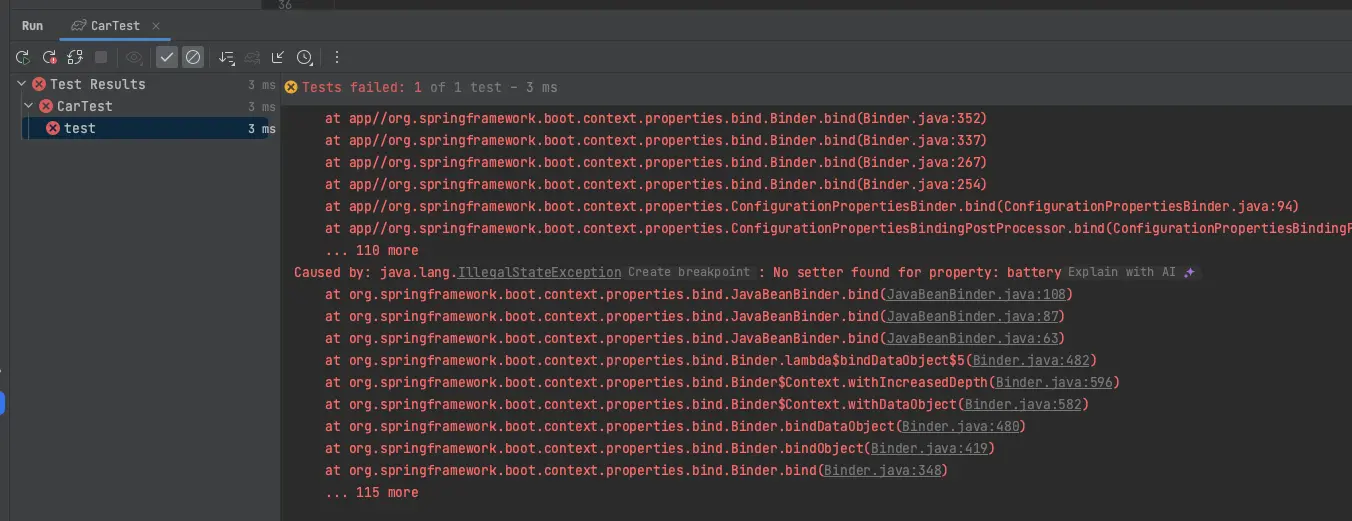 36
Run CarTest
Test Results 3 ms
CarTest 3 ms
test 3 ms
Tests failed: 1 of 1 test – 3 ms
at app//org.springframework.boot.context.properties.bind.Binder.bind(Binder.java:352)
at app//org.springframework.boot.context.properties.bind.Binder.bind(Binder.java:337)
at app//org.springframework.boot.context.properties.bind.Binder.bind(Binder.java:267)
at app//org.springframework.boot.context.properties.bind.Binder.bind(Binder.java:254)
at app//org.springframework.boot.context.properties.ConfigurationPropertiesBinder.bind(ConfigurationPropertiesBinder.java:94)
at app//org.springframework.boot.context.properties.ConfigurationPropertiesBindingPostProcessor.bind(ConfigurationPropertiesBindingP
... 110 more
Caused by: java.lang.IllegalStateException Create breakpoint : No setter found for property: battery Explain with AI
at org.springframework.boot.context.properties.bind.JavaBeanBinder.bind(JavaBeanBinder.java:108)
at org.springframework.boot.context.properties.bind.JavaBeanBinder.bind(JavaBeanBinder.java:87)
at org.springframework.boot.context.properties.bind.JavaBeanBinder.bind(JavaBeanBinder.java:63)
at org.springframework.boot.context.properties.bind.Binder.lambda$bindDataObject$5(Binder.java:482)
at org.springframework.boot.context.properties.bind.Binder$Context.withIncreasedDepth(Binder.java:596)
at org.springframework.boot.context.properties.bind.Binder$Context.withDataObject(Binder.java:582)
at org.springframework.boot.context.properties.bind.Binder.bindDataObject(Binder.java:480)
at org.springframework.boot.context.properties.bind.Binder.bindObject(Binder.java:419)
at org.springframework.boot.context.properties.bind.Binder.bind(Binder.java:348)
... 115 more